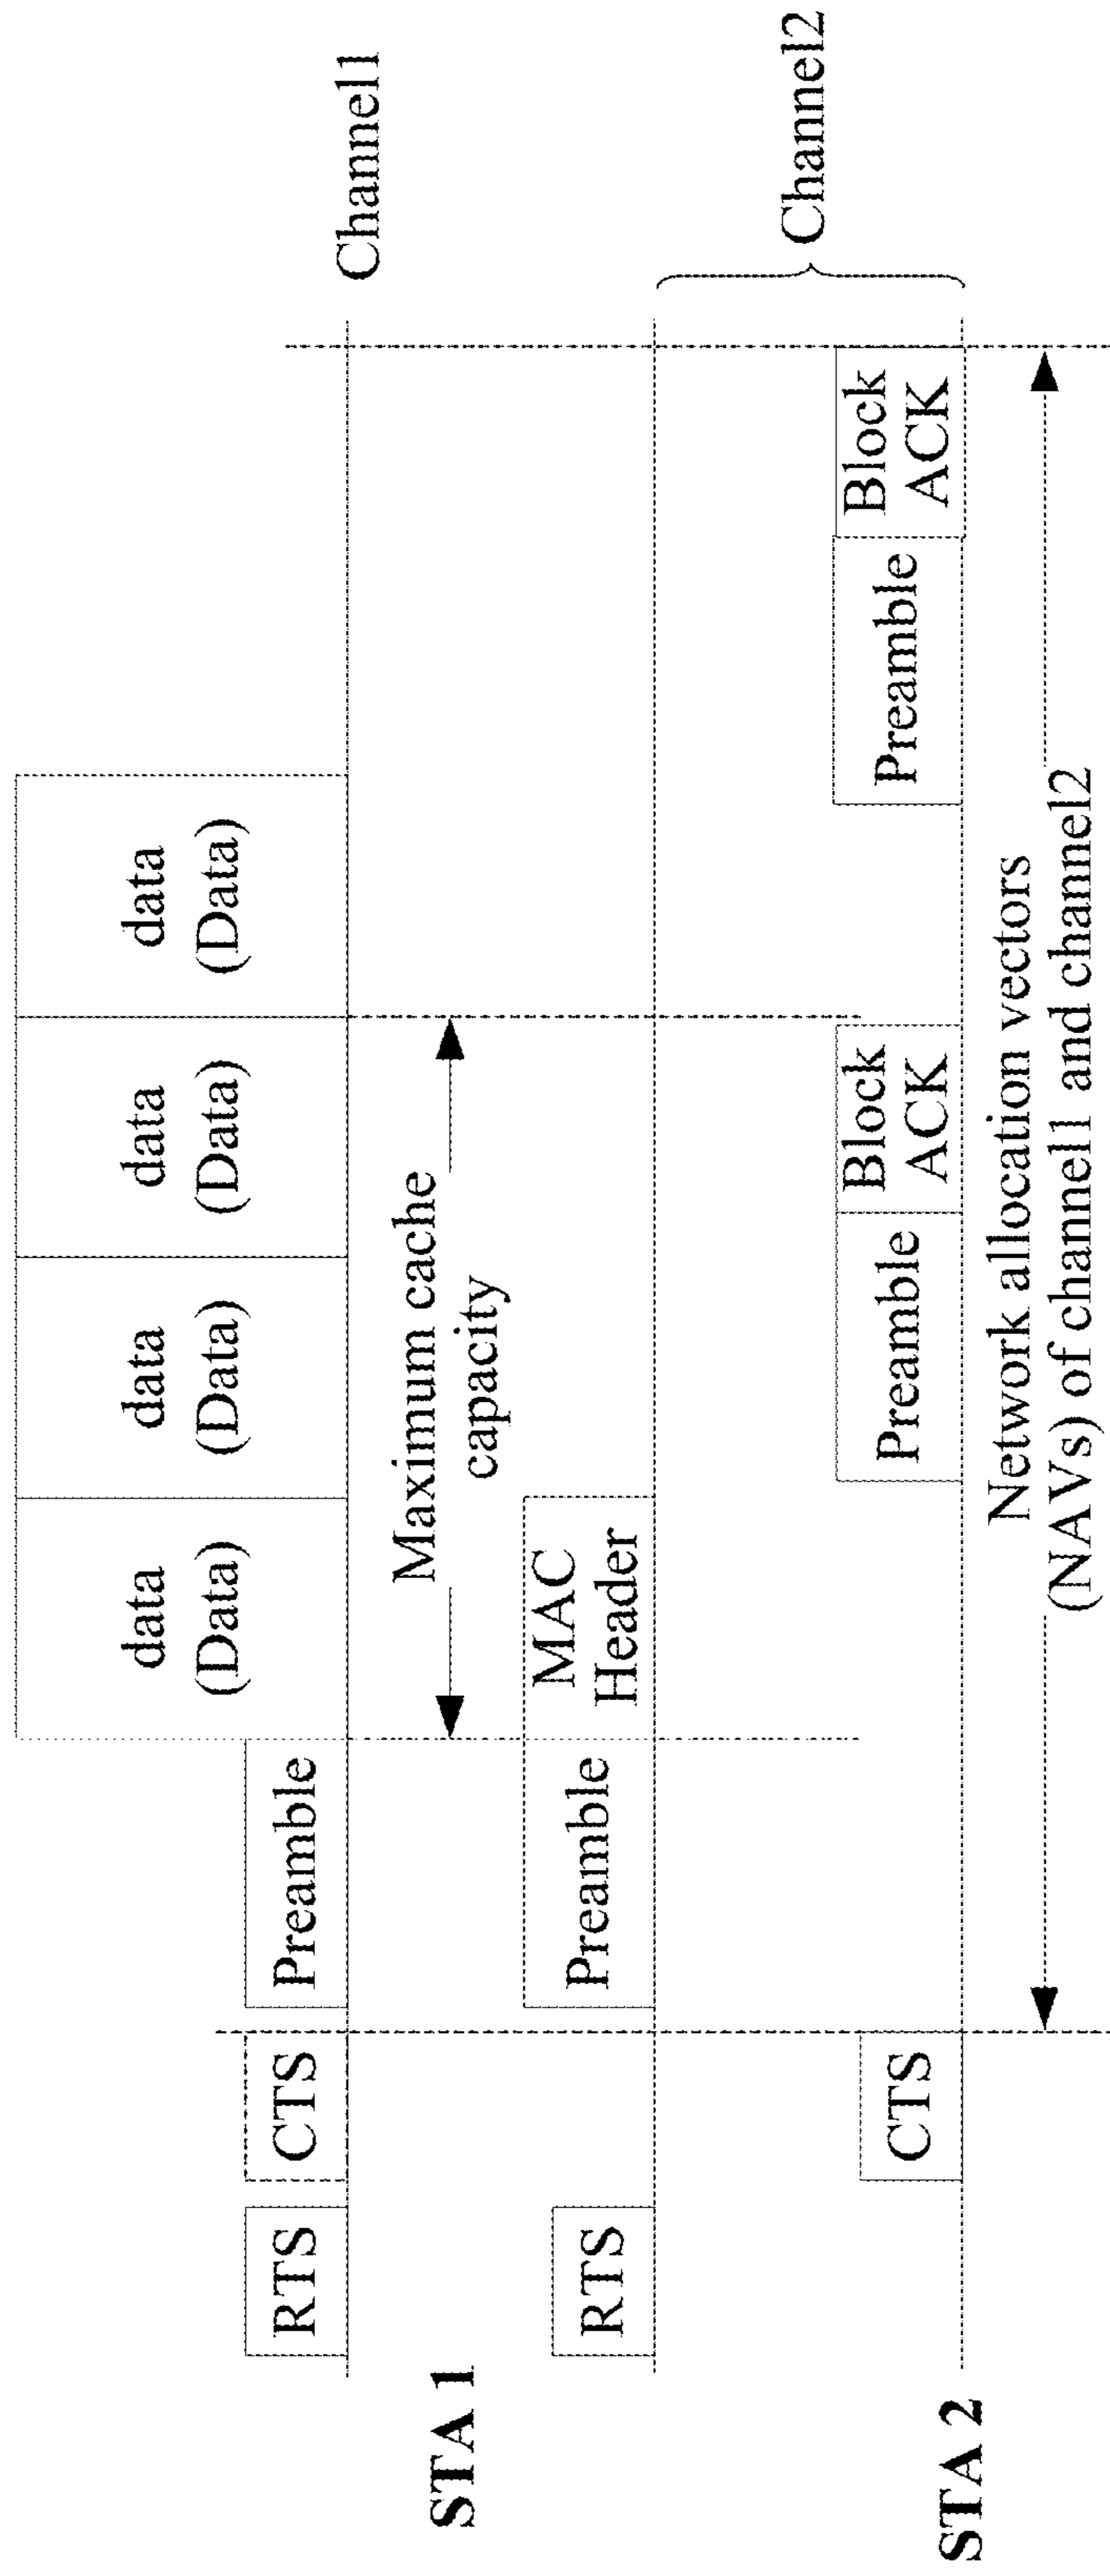 Channel1
data
(Data)
data
(Data)
data
(Data)
data
(Data)
RTS
CTS
Preamble
STA 1
Maximum cache
capacity
RTS
Preamble
MAC
Header
Channel2
STA 2
CTS
Preamble
Block
ACK
Preamble
Block
ACK
Network allocation vectors
(NAVs) of channel1 and channel2